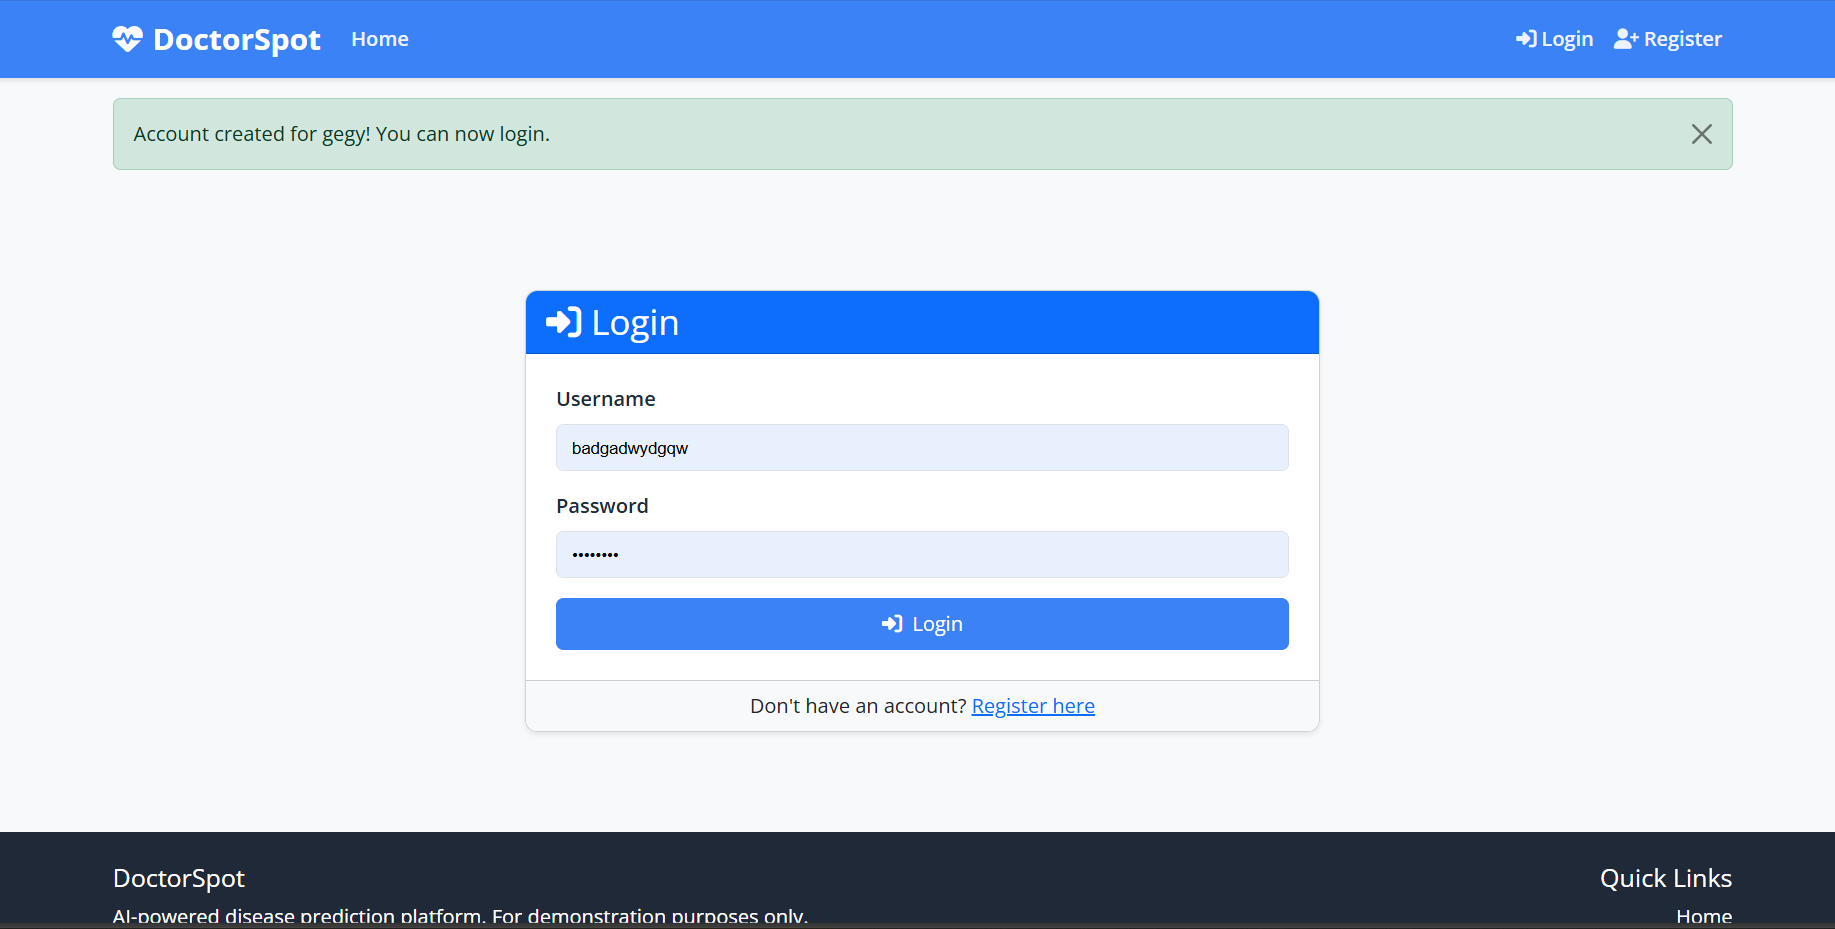 DoctorSpot Home Login Register
Account created for gegy! You can now login.
Login
Username
badgadwydgqw
Password
••••••••
Login
Don't have an account? Register here
DoctorSpot Quick Links
AI-powered disease prediction platform. For demonstration purposes only. Home